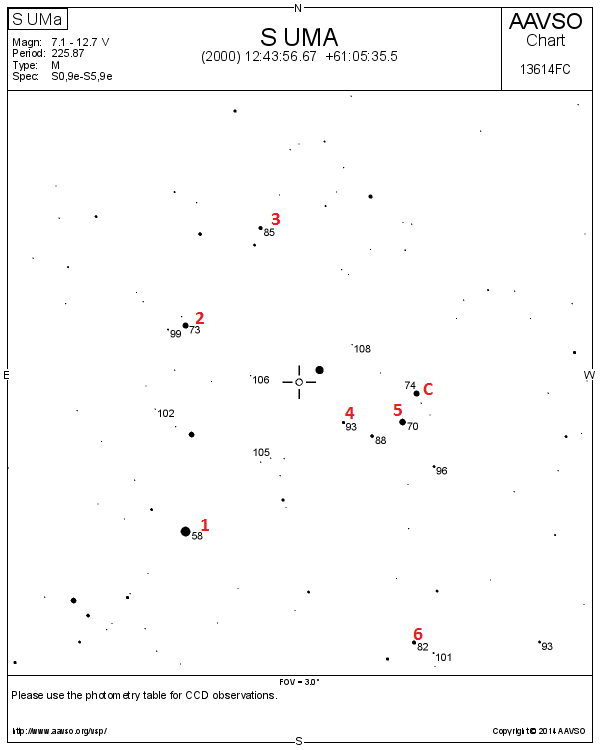 S UMa
Magn: 7.1 - 12.7 V
Period: 225.87
Type: M
Spec: S0,9e-S5,9e
N
S UMA
(2000) 12:43:56.67 +61:05:35.5
AAVSO
Chart
13614FC
3
85
2
99 73
108
E
106
W
74 C
102
4
93
5
70
88
105
96
1
58
6
82
101
93
FOV = 3.0°
Please use the photometry table for CCD observations.
http://www.aavso.org/vsp/
Copyright © 2014 AAVSO
S